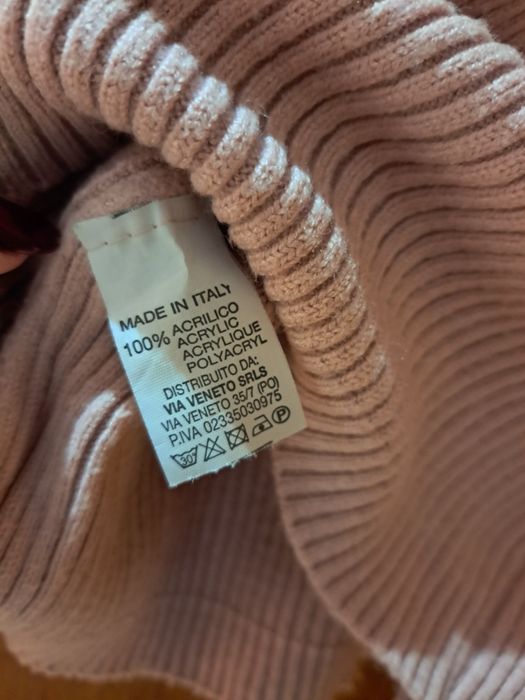 MADE IN ITALY
100% ACRILICO
ACRYLIC
ACRYLIQUE
POLYACRYL
DISTRIBUITO DA:
VIA VENETO SRLS
VIA VENETO 35/7 (PO)
P.IVA 02335030975
30 P